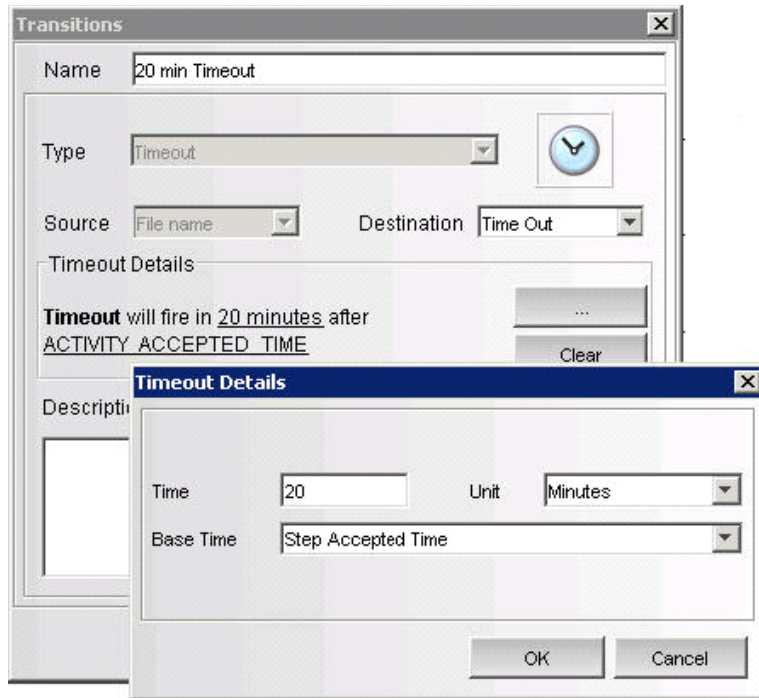 Transitions
Name 20 min Timeout
Type Timeout
Source File name Destination Time Out
Timeout Details
Timeout will fire in 20 minutes after
ACTIVITY_ACCEPTED_TIME
...
Clear
Descripti
Timeout Details
Time 20 Unit Minutes
Base Time Step Accepted Time
OK Cancel